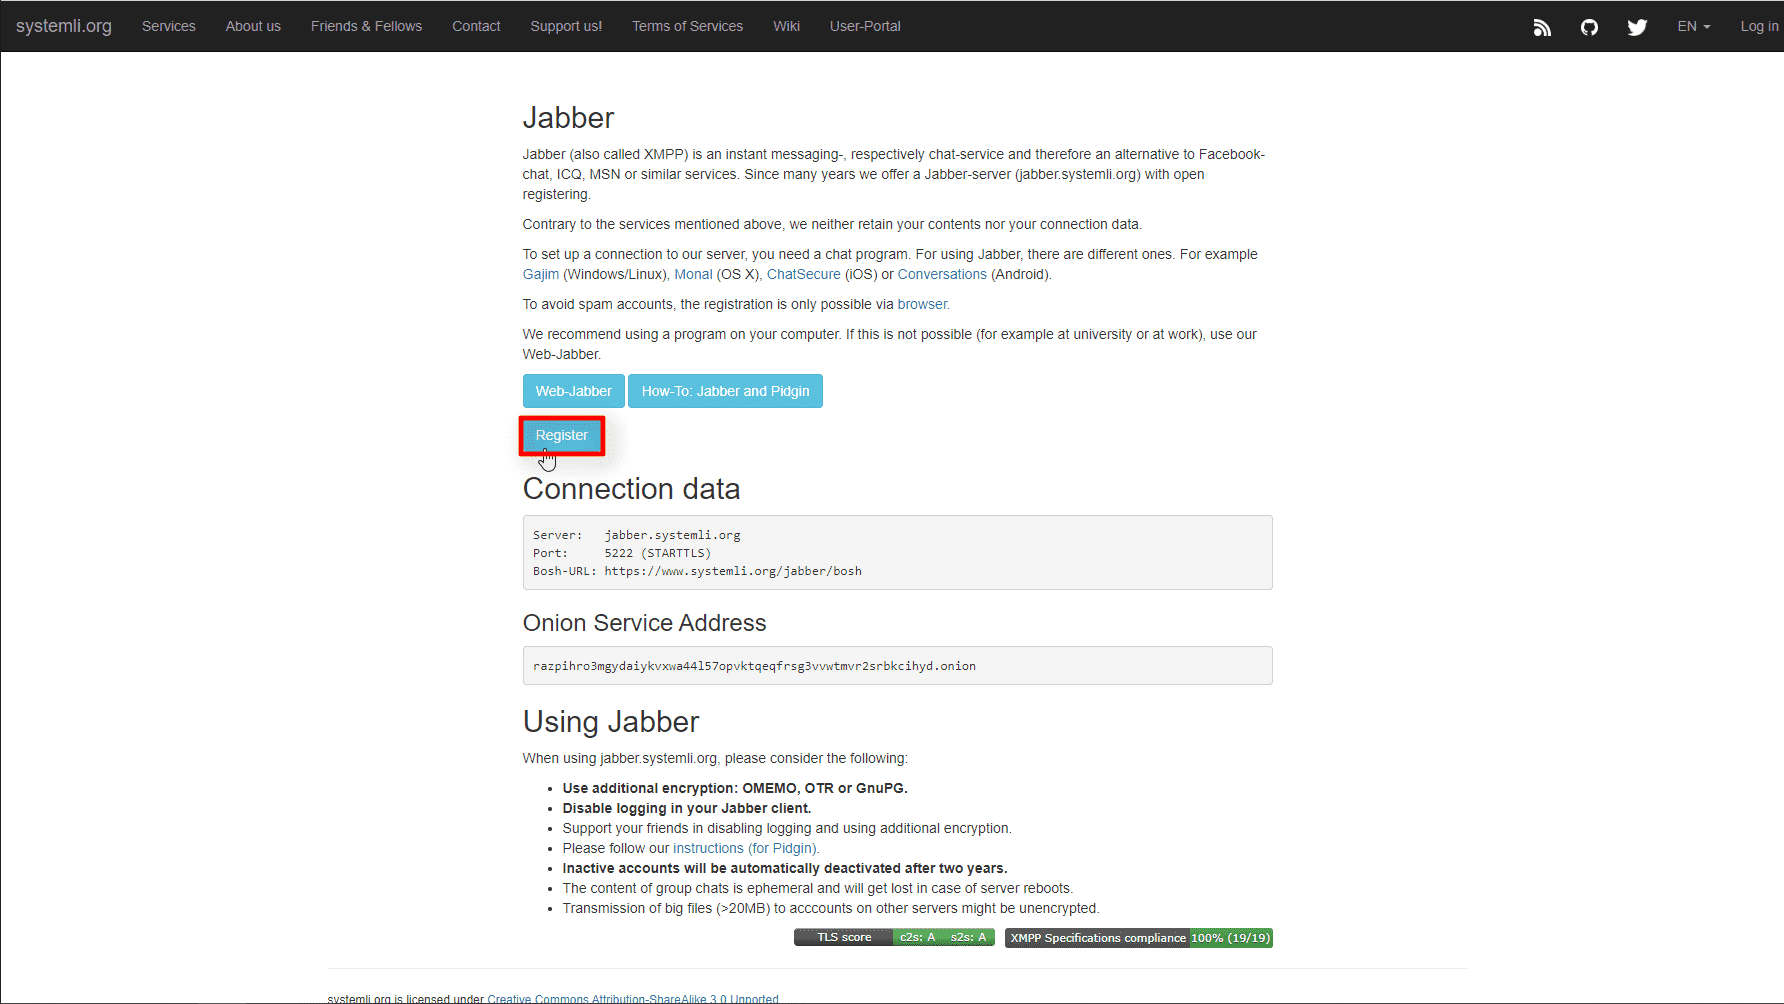 systemli.org Services About us Friends & Fellows Contact Support us! Terms of Services Wiki User-Portal EN Log in
Jabber
Jabber (also called XMPP) is an instant messaging-, respectively chat-service and therefore an alternative to Facebook-
chat, ICQ, MSN or similar services. Since many years we offer a Jabber-server (jabber.systemli.org) with open
registering.
Contrary to the services mentioned above, we neither retain your contents nor your connection data.
To set up a connection to our server, you need a chat program. For using Jabber, there are different ones. For example
Gajim (Windows/Linux), Monal (OS X), ChatSecure (iOS) or Conversations (Android).
To avoid spam accounts, the registration is only possible via browser.
We recommend using a program on your computer. If this is not possible (for example at university or at work), use our
Web-Jabber.
Web-Jabber How-To: Jabber and Pidgin
Register
Connection data
Server: jabber.systemli.org
Port: 5222 (STARTTLS)
Bosh-URL: https://www.systemli.org/jabber/bosh
Onion Service Address
razpihro3mgydaiykvxwa44l57opvktqeqfrsg3vvwtmvr2srbkcihyd.onion
Using Jabber
When using jabber.systemli.org, please consider the following:
• Use additional encryption: OMEMO, OTR or GnuPG.
• Disable logging in your Jabber client.
• Support your friends in disabling logging and using additional encryption.
• Please follow our instructions (for Pidgin).
• Inactive accounts will be automatically deactivated after two years.
• The content of group chats is ephemeral and will get lost in case of server reboots.
• Transmission of big files (>20MB) to acccounts on other servers might be unencrypted.
TLS score c2s: A s2s: A XMPP Specifications compliance 100% (19/19)
systemli.org is licensed under Creative Commons Attribution-ShareAlike 3.0 Unported